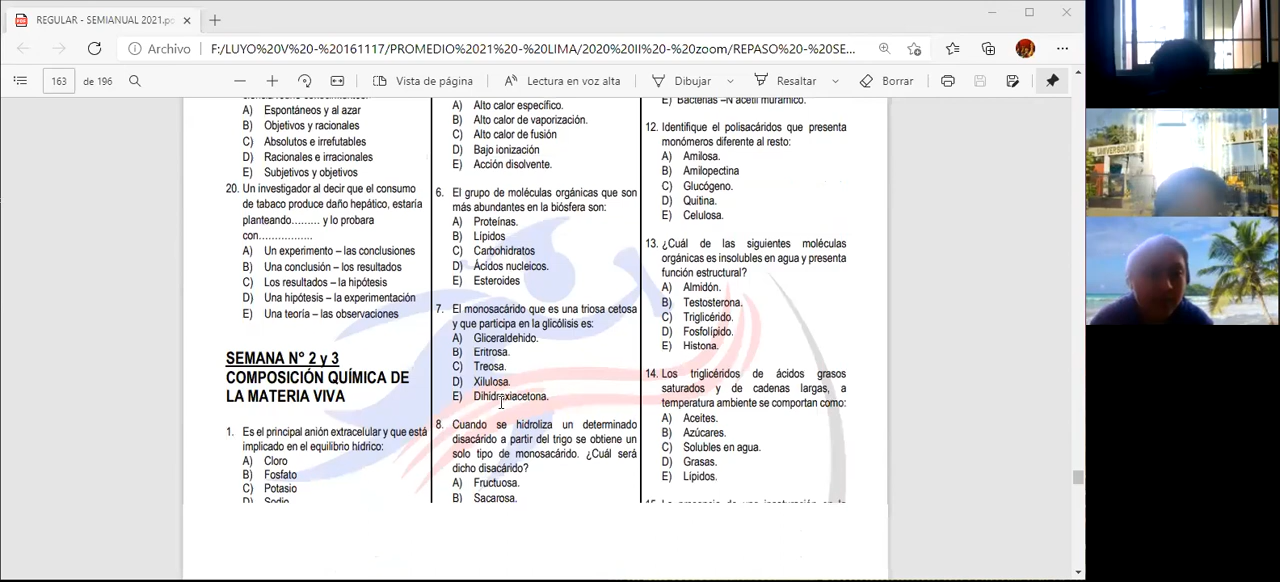 REGULAR - SEMIANUAL 2021.pc
Archivo
F:/LUYO%20V%20-%20161117/PROMEDIO%2021%20-%20LIMA/2020%20II%20-%20zoom/REPASO%20-%20SE...
163
de 196
Vista de página
Lectura en voz alta
Dibujar
Resaltar
Borrar
A) Espontáneos y al azar
B) Objetivos y racionales
C) Absolutos e irrefutables
D) Racionales e irracionales
E) Subjetivos y objetivos
20. Un investigador al decir que el consumo
de tabaco produce daño hepático, estaría
planteando......... y lo probara
con.................
A) Un experimento – las conclusiones
B) Una conclusión – los resultados
C) Los resultados – la hipótesis
D) Una hipótesis – la experimentación
E) Una teoría – las observaciones
SEMANA N° 2 y 3
COMPOSICIÓN QUÍMICA DE
LA MATERIA VIVA
1. Es el principal anión extracelular y que está
implicado en el equilibrio hídrico:
A) Cloro
B) Fosfato
C) Potasio
D) Sodio
A) Alto calor específico.
B) Alto calor de vaporización.
C) Alto calor de fusión
D) Bajo ionización
E) Acción disolvente.
6. El grupo de moléculas orgánicas que son
más abundantes en la biósfera son:
A) Proteínas.
B) Lípidos
C) Carbohidratos
D) Ácidos nucleicos.
E) Esteroides
7. El monosacárido que es una triosa cetosa
y que participa en la glicólisis es:
A) Gliceraldehído.
B) Eritrosa.
C) Treosa.
D) Xilulosa.
E) Dihidroxiacetona.
8. Cuando se hidroliza un determinado
disacárido a partir del trigo se obtiene un
solo tipo de monosacárido. ¿Cuál será
dicho disacárido?
A) Fructuosa.
B) Sacarosa.
E) Bacterias –N acetil murámico.
12. Identifique el polisacáridos que presenta
monómeros diferente al resto:
A) Amilosa.
B) Amilopectina
C) Glucógeno.
D) Quitina.
E) Celulosa.
13. ¿Cuál de las siguientes moléculas
orgánicas es insolubles en agua y presenta
función estructural?
A) Almidón.
B) Testosterona.
C) Triglicérido.
D) Fosfolípido.
E) Histona.
14. Los triglicéridos de ácidos grasos
saturados y de cadenas largas, a
temperatura ambiente se comportan como:
A) Aceites.
B) Azúcares.
C) Solubles en agua.
D) Grasas.
E) Lípidos.